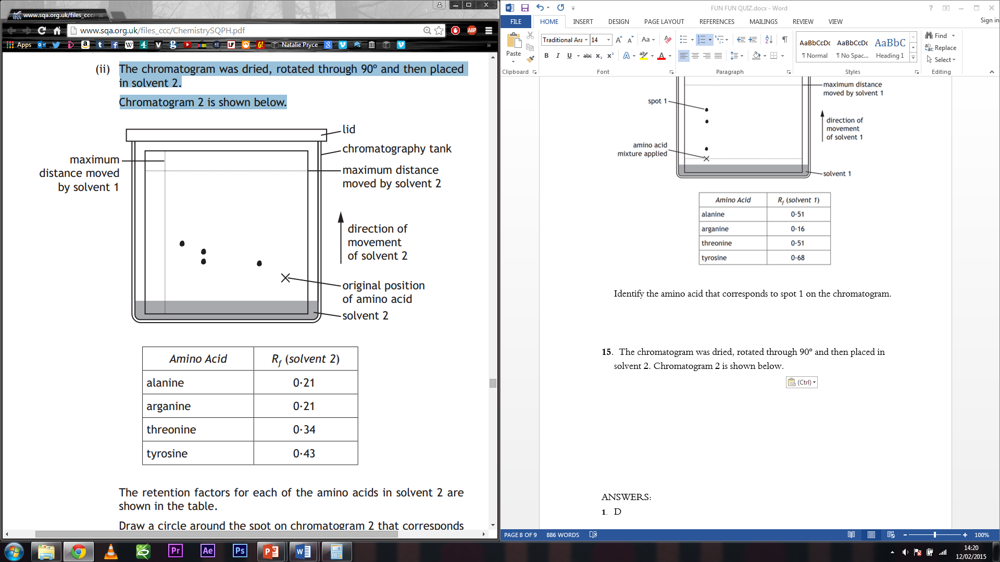 www.sqa.org.uk/files_ccc/
www.sqa.org.uk/files_ccc/ChemistrySQPH.pdf
ABP
Apps
Natalie Pryce
»
(ii) The chromatogram was dried, rotated through 90º and then placed
in solvent 2.
Chromatogram 2 is shown below.
lid
chromatography tank
maximum
distance moved
by solvent 1
maximum distance
moved by solvent 2
direction of
movement
of solvent 2
original position
of amino acid
solvent 2
Amino Acid Rf (solvent 2)
alanine 0·21
arganine 0·21
threonine 0·34
tyrosine 0·43
The retention factors for each of the amino acids in solvent 2 are
shown in the table.
Draw a circle around the spot on chromatogram 2 that corresponds
FUN FUN QUIZ.docx - Word
FILE HOME INSERT DESIGN PAGE LAYOUT REFERENCES MAILINGS REVIEW VIEW Sign in
Paste
Traditional Ara 14
Aa
B I U abc x₂ x²
AaBbCcDc AaBbCcDc AaBbC
¶ Normal ¶ No Spac... Heading 1
Find
Replace
Select
Clipboard Font Paragraph Styles Editing
maximum distance
moved by solvent 1
spot 1
direction of
movement
of solvent 1
amino acid
mixture applied
solvent 1
Amino Acid Rf (solvent 1)
alanine 0·51
arganine 0·16
threonine 0·51
tyrosine 0·68
Identify the amino acid that corresponds to spot 1 on the chromatogram.
15. The chromatogram was dried, rotated through 90º and then placed in
solvent 2. Chromatogram 2 is shown below.
(Ctrl)
ANSWERS:
1. D
PAGE 8 OF 9 886 WORDS 100%
Pr Ae Ps
14:20
12/02/2015